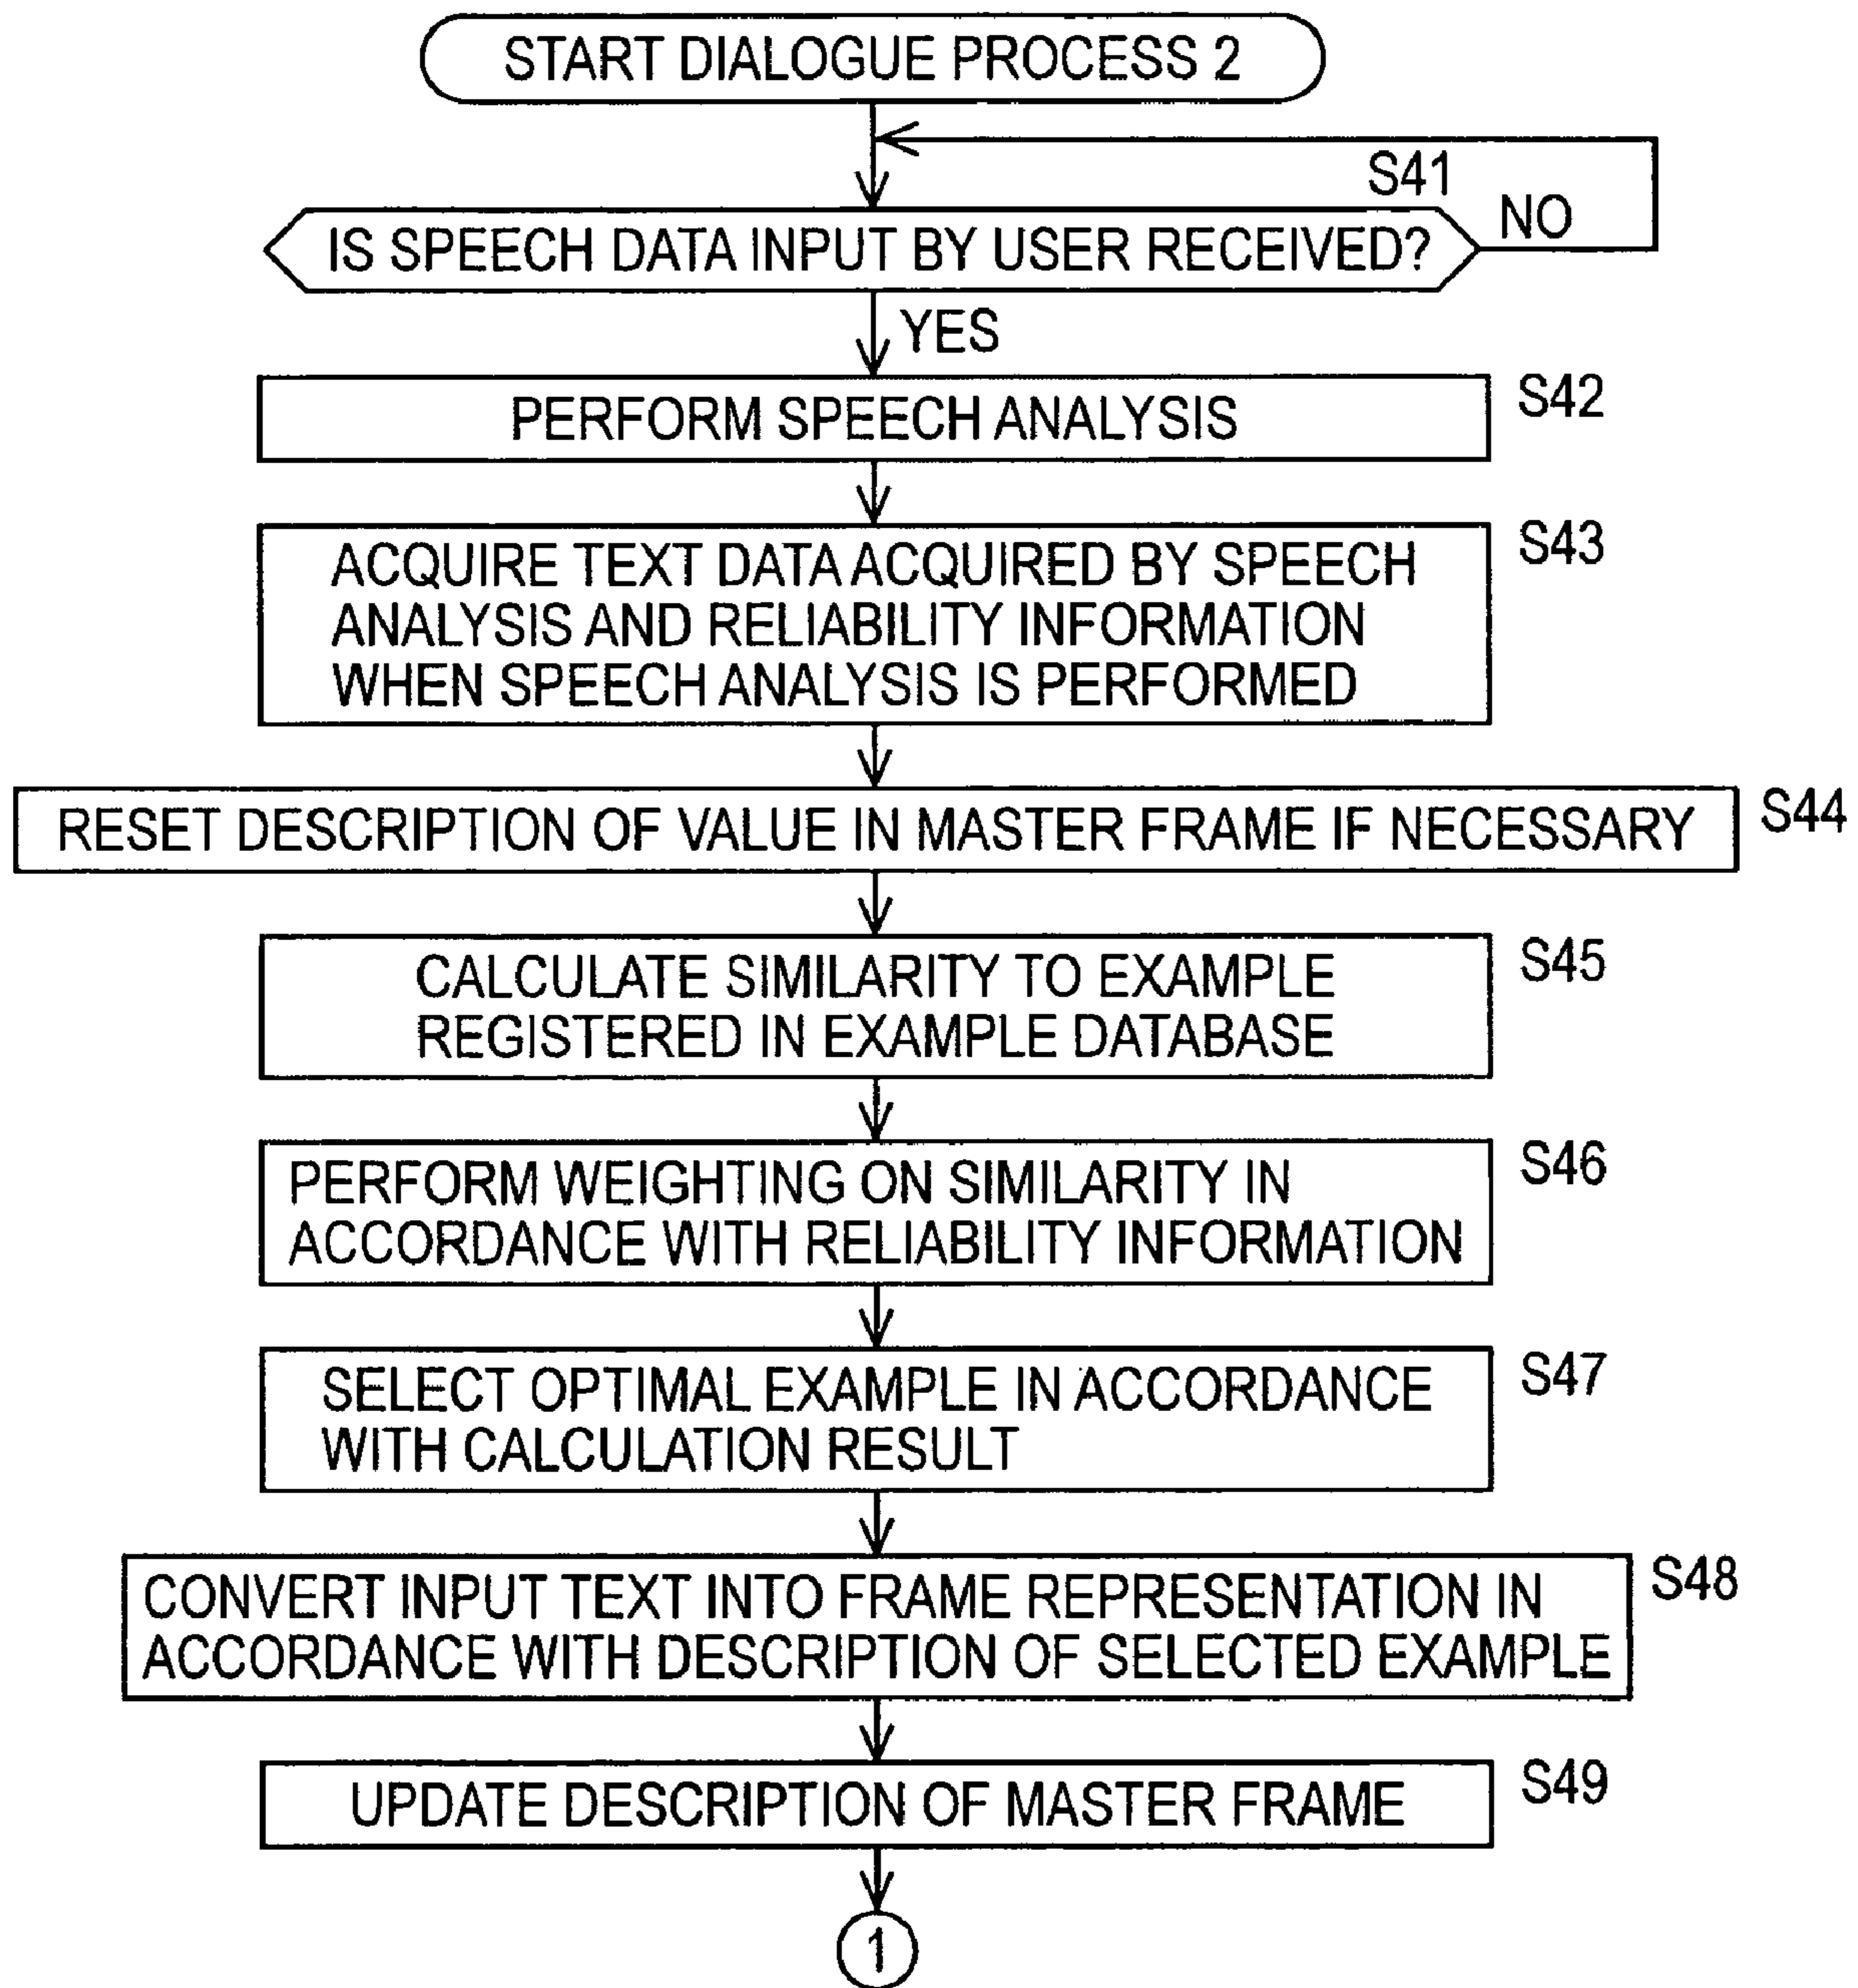 START DIALOGUE PROCESS 2
S41
IS SPEECH DATA INPUT BY USER RECEIVED?
NO
YES
S42
PERFORM SPEECH ANALYSIS
S43
ACQUIRE TEXT DATA ACQUIRED BY SPEECH
ANALYSIS AND RELIABILITY INFORMATION
WHEN SPEECH ANALYSIS IS PERFORMED
S44
RESET DESCRIPTION OF VALUE IN MASTER FRAME IF NECESSARY
S45
CALCULATE SIMILARITY TO EXAMPLE
REGISTERED IN EXAMPLE DATABASE
S46
PERFORM WEIGHTING ON SIMILARITY IN
ACCORDANCE WITH RELIABILITY INFORMATION
S47
SELECT OPTIMAL EXAMPLE IN ACCORDANCE
WITH CALCULATION RESULT
S48
CONVERT INPUT TEXT INTO FRAME REPRESENTATION IN
ACCORDANCE WITH DESCRIPTION OF SELECTED EXAMPLE
S49
UPDATE DESCRIPTION OF MASTER FRAME
1